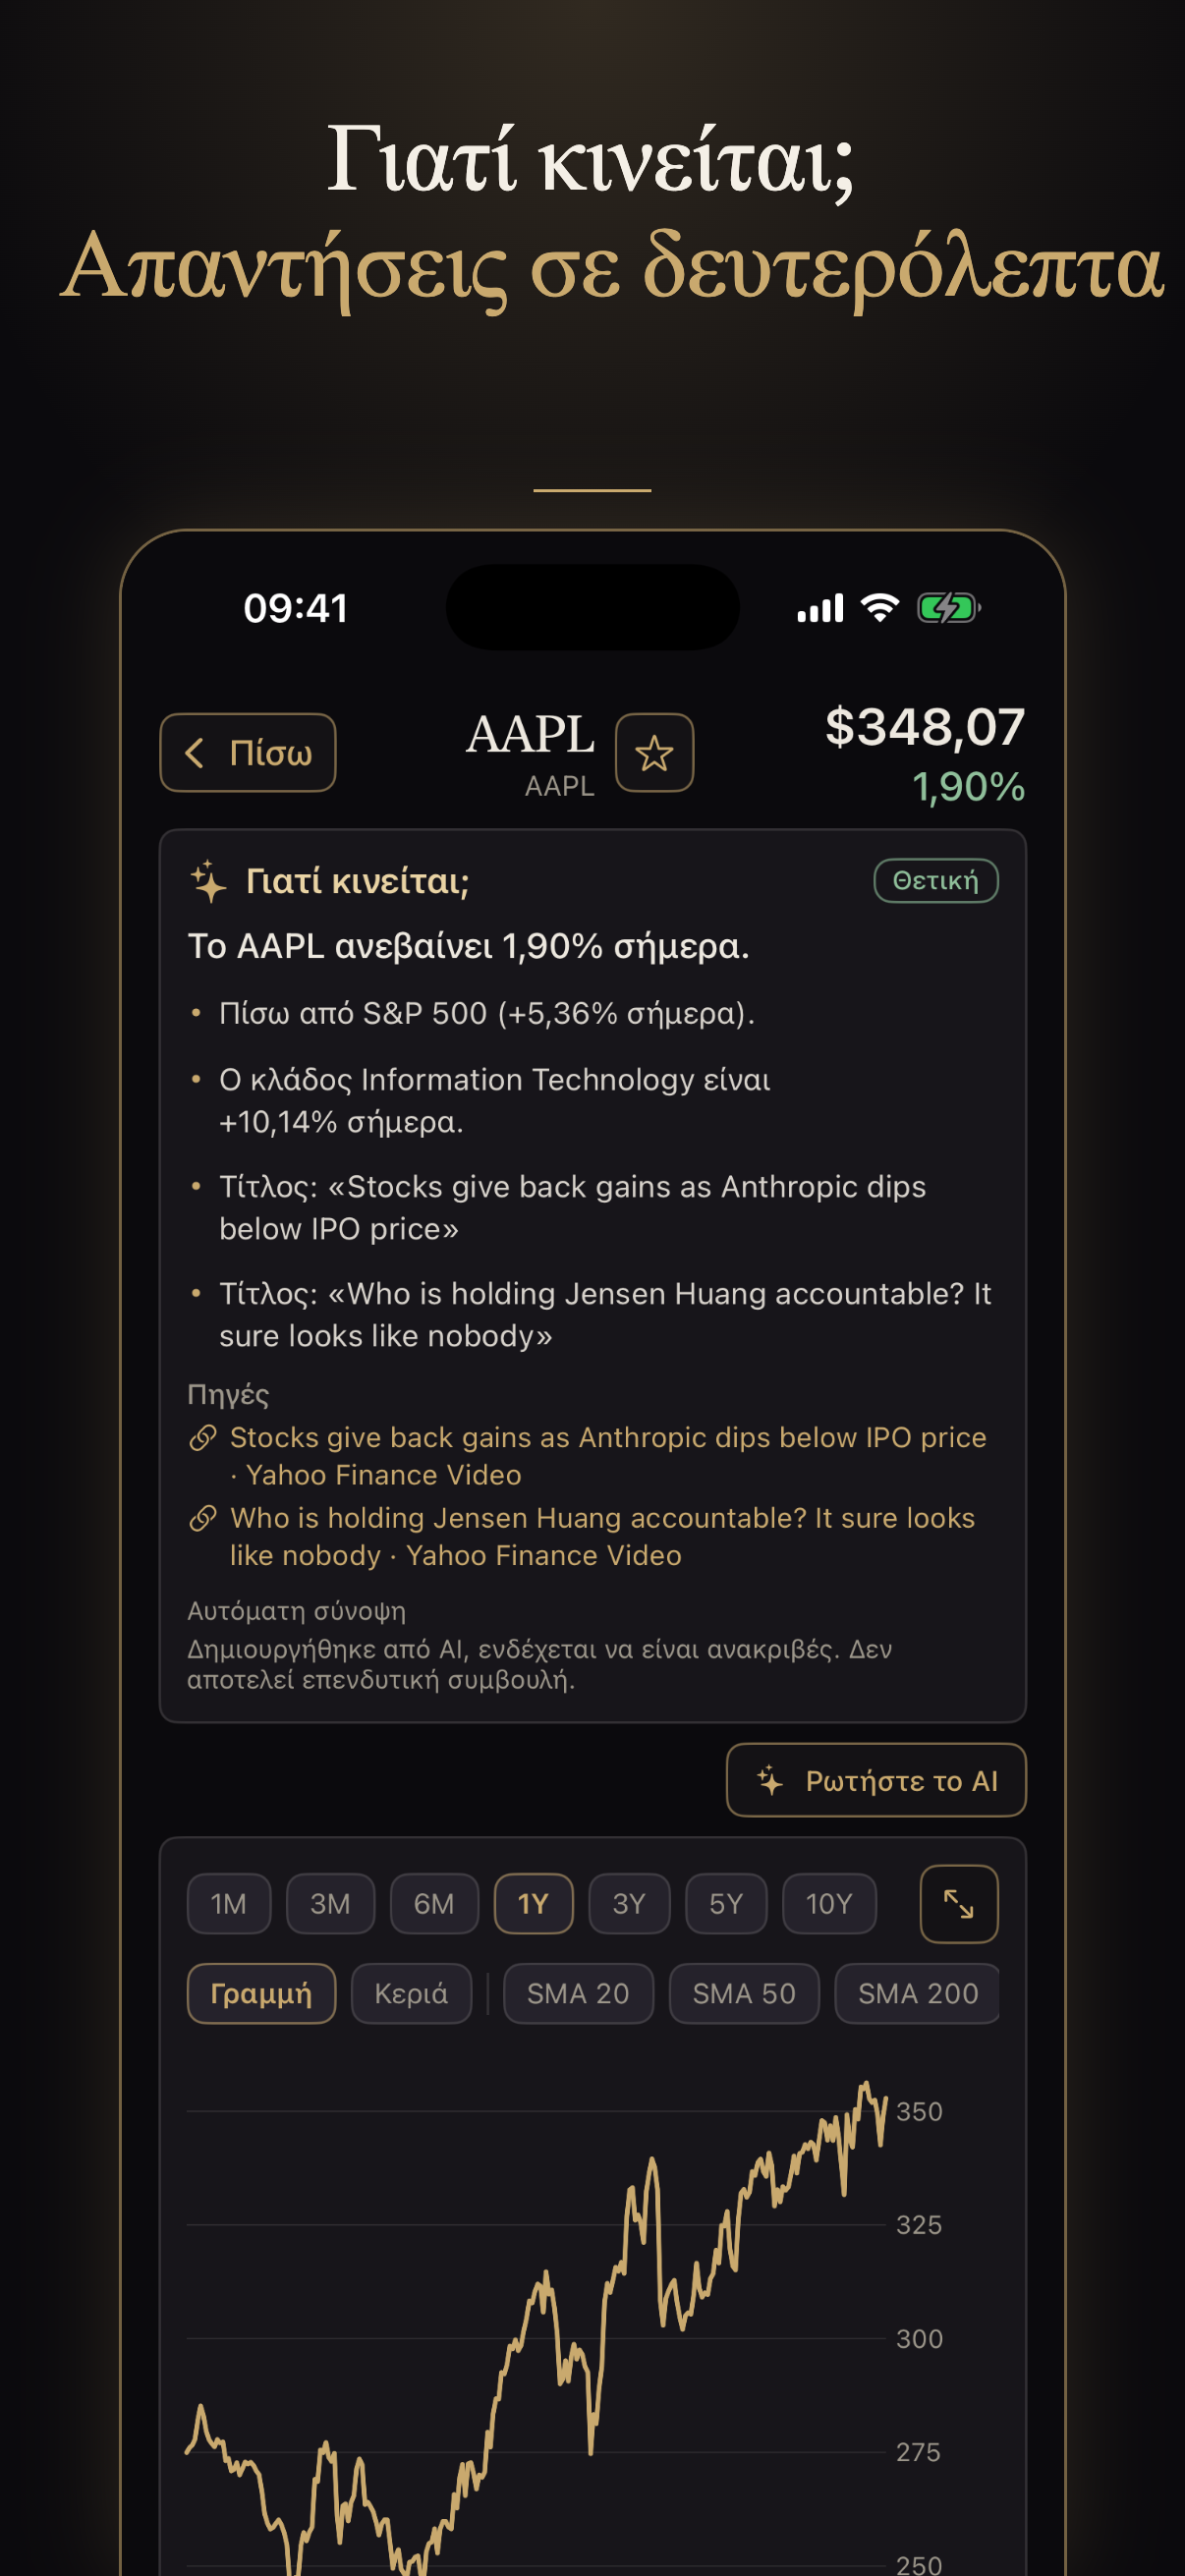 Γιατί κινείται;
Απαντήσεις σε δευτερόλεπτα
09:41
Πίσω
AAPL
AAPL
$348,07
1,90%
Γιατί κινείται;
Θετική
Το AAPL ανεβαίνει 1,90% σήμερα.
• Πίσω από S&P 500 (+5,36% σήμερα).
• Ο κλάδος Information Technology είναι
+10,14% σήμερα.
• Τίτλος: «Stocks give back gains as Anthropic dips
below IPO price»
• Τίτλος: «Who is holding Jensen Huang accountable? It
sure looks like nobody»
Πηγές
Stocks give back gains as Anthropic dips below IPO price
· Yahoo Finance Video
Who is holding Jensen Huang accountable? It sure looks
like nobody · Yahoo Finance Video
Αυτόματη σύνοψη
Δημιουργήθηκε από AI, ενδέχεται να είναι ανακριβές. Δεν
αποτελεί επενδυτική συμβουλή.
Ρωτήστε το AI
1M 3M 6M 1Y 3Y 5Y 10Y
Γραμμή Κεριά SMA 20 SMA 50 SMA 200
350
325
300
275
250